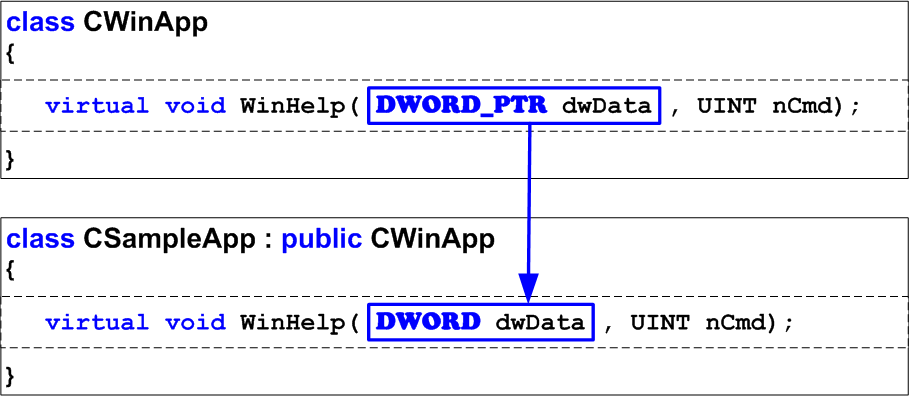 class CWinApp
{
virtual void WinHelp( DWORD_PTR dwData , UINT nCmd);
}
class CSampleApp : public CWinApp
{
virtual void WinHelp( DWORD dwData , UINT nCmd);
}